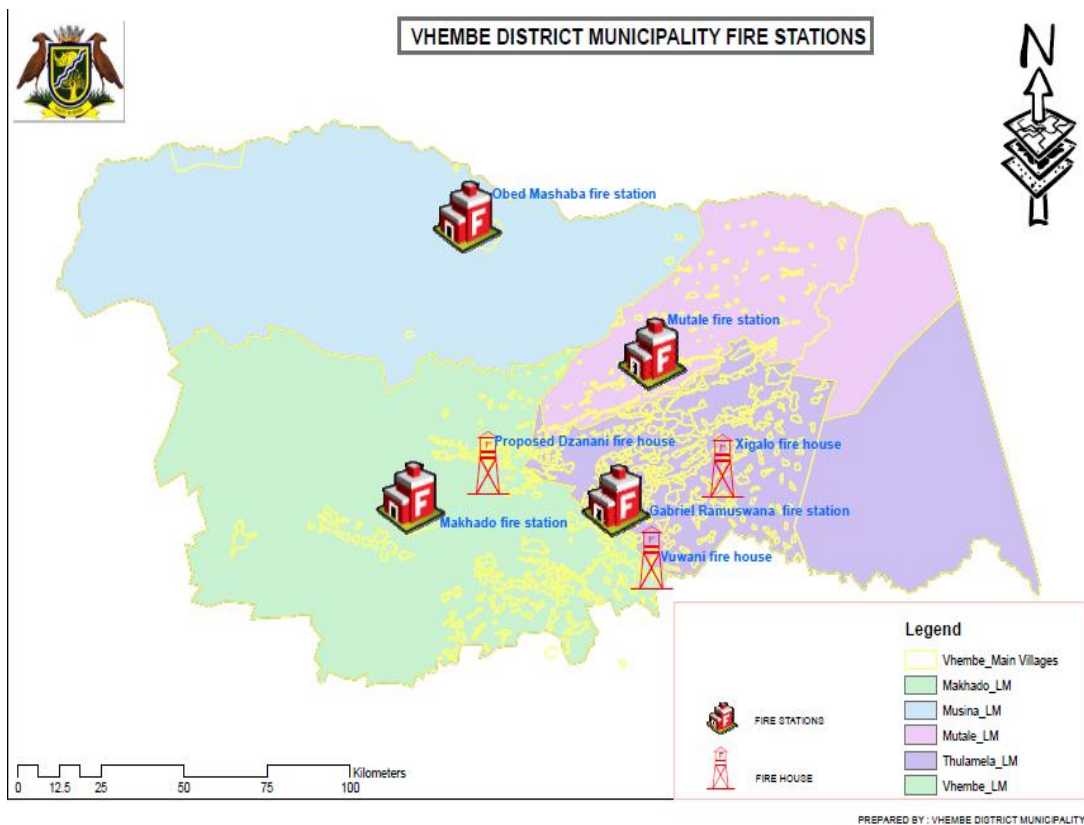 VHEMBE DISTRICT MUNICIPALITY FIRE STATIONS
N
Obed Mashaba fire station
Mutale fire station
Proposed Dzanani fire house
Xigalo fire house
Makhado fire station
Gabriel Ramuswana fire station
Vuwani fire house
Legend
Vhembe_Main Villages
Makhado_LM
Musina_LM
Mutale_LM
Thulamela_LM
Vhembe_LM
F FIRE STATIONS
FIRE HOUSE
Kilometers
0 12.5 25 50 75 100
PREPARED BY : VHEMBE DISTRICT MUNICIPALITY